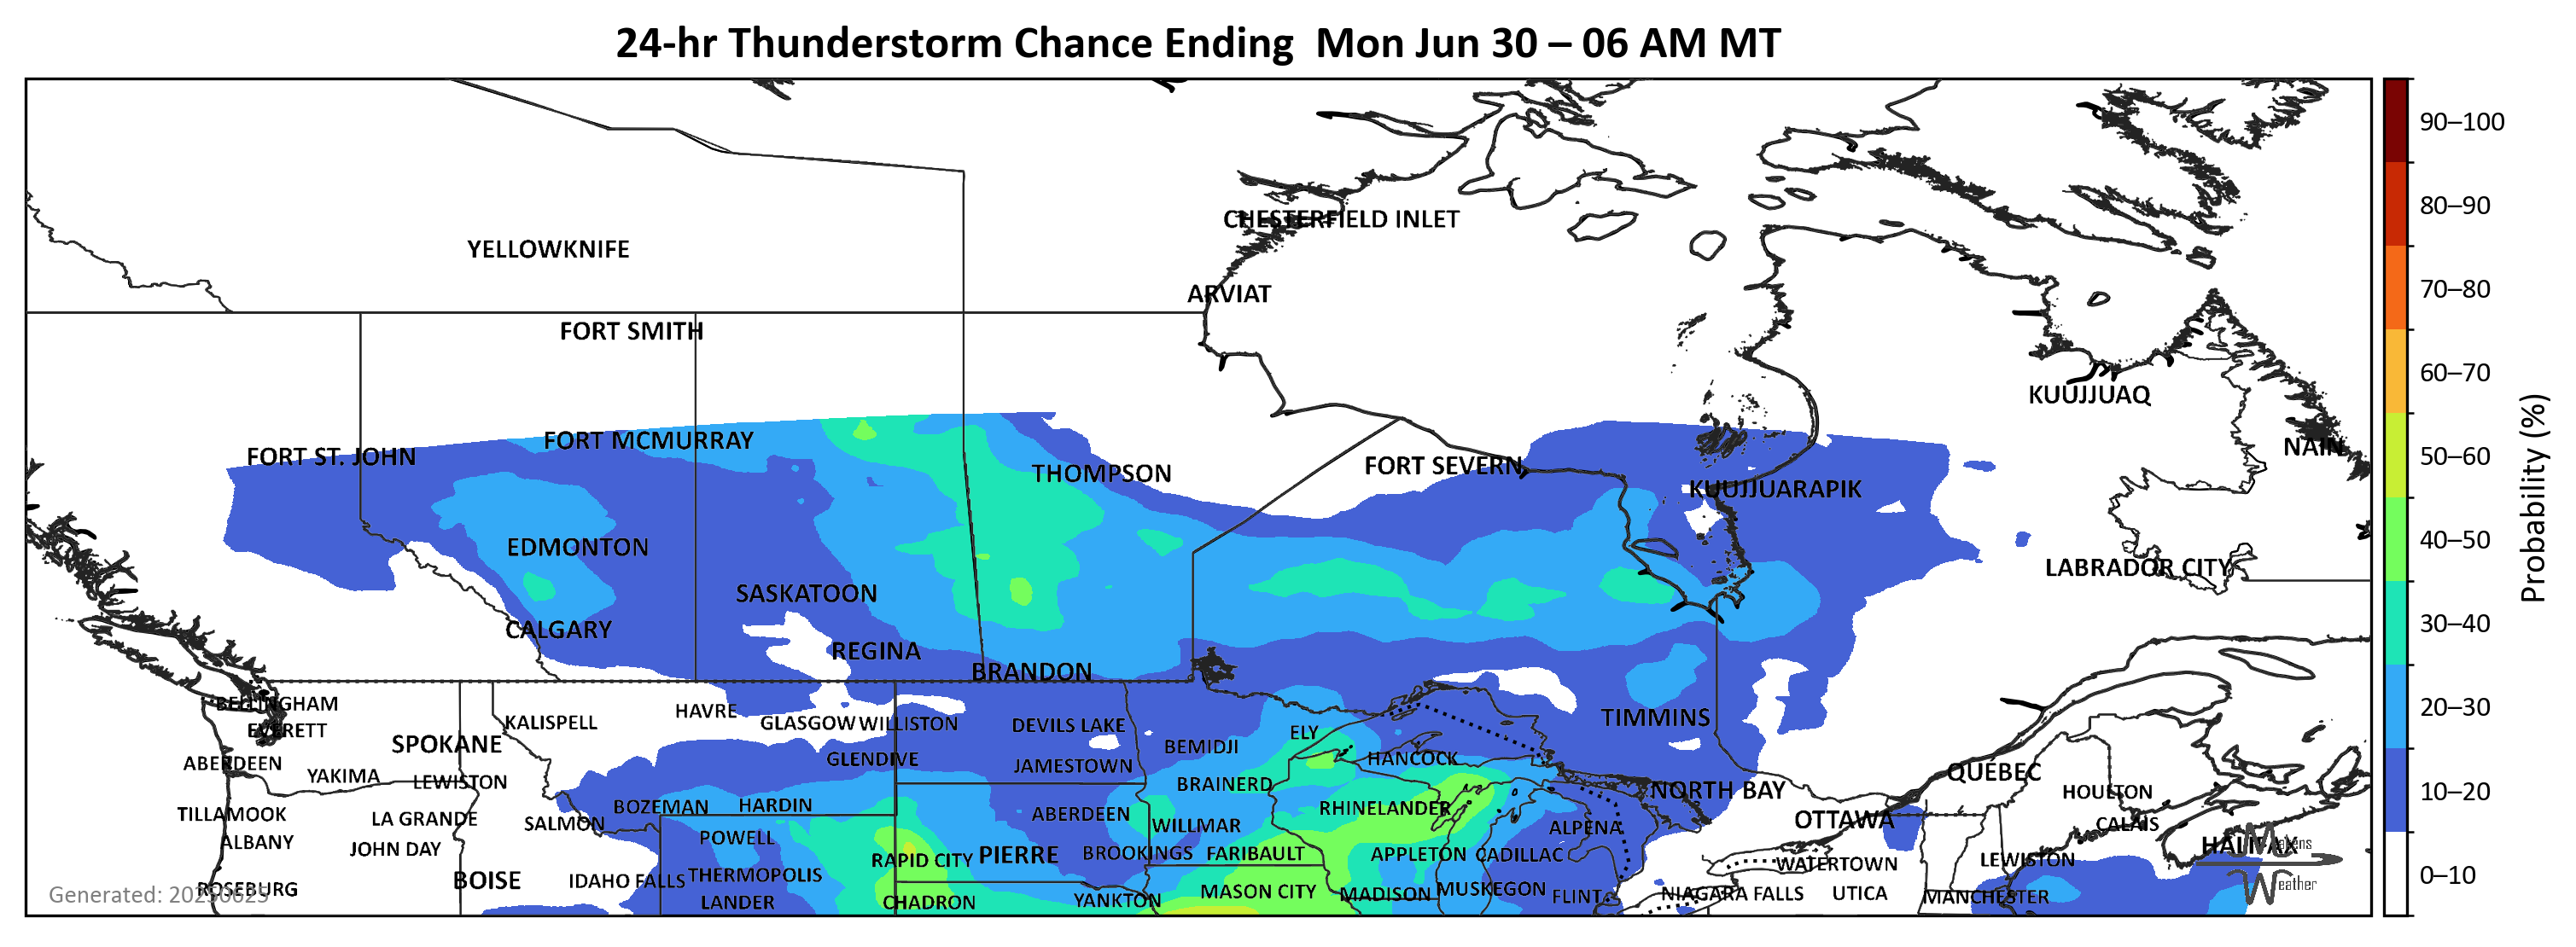 24-hr Thunderstorm Chance Ending  Mon Jun 30 – 06 AM MT
90–100
80–90
CHESTERFIELD INLET
YELLOWKNIFE
70–80
ARVIAT
FORT SMITH
60–70
KUUJJUAQ
FORT MCMURRAY
NAIN
FORT ST. JOHN
50–60
FORT SEVERN
THOMPSON
KUUJJUARAPIK
Probability (%)
40–50
EDMONTON
LABRADOR CITY
SASKATOON
30–40
CALGARY
REGINA
BRANDON
BELLINGHAM
20–30
HAVRE
TIMMINS
KALISPELL
GLASGOW
WILLISTON
DEVILS LAKE
EVERETT
ELY
SPOKANE
BEMIDJI
GLENDIVE
HANCOCK
ABERDEEN
JAMESTOWN
QUÉBEC
YAKIMA
LEWISTON
BRAINERD
NORTH BAY
10–20
HOULTON
BOZEMAN
HARDIN
RHINELANDER
TILLAMOOK
ABERDEEN
LA GRANDE
OTTAWA
SALMON
CALAIS
WILLMAR
ALPENA
POWELL
ALBANY
HALIFAX
Makens
JOHN DAY
BROOKINGS
FARIBAULT
APPLETON
CADILLAC
PIERRE
RAPID CITY
LEWISTON
WATERTOWN
THERMOPOLIS
0–10
BOISE
IDAHO FALLS
Weather
ROSEBURG
MUSKEGON
MASON CITY
MADISON
NIAGARA FALLS
UTICA
Generated: 20250625
FLINT
MANCHESTER
YANKTON
LANDER
CHADRON